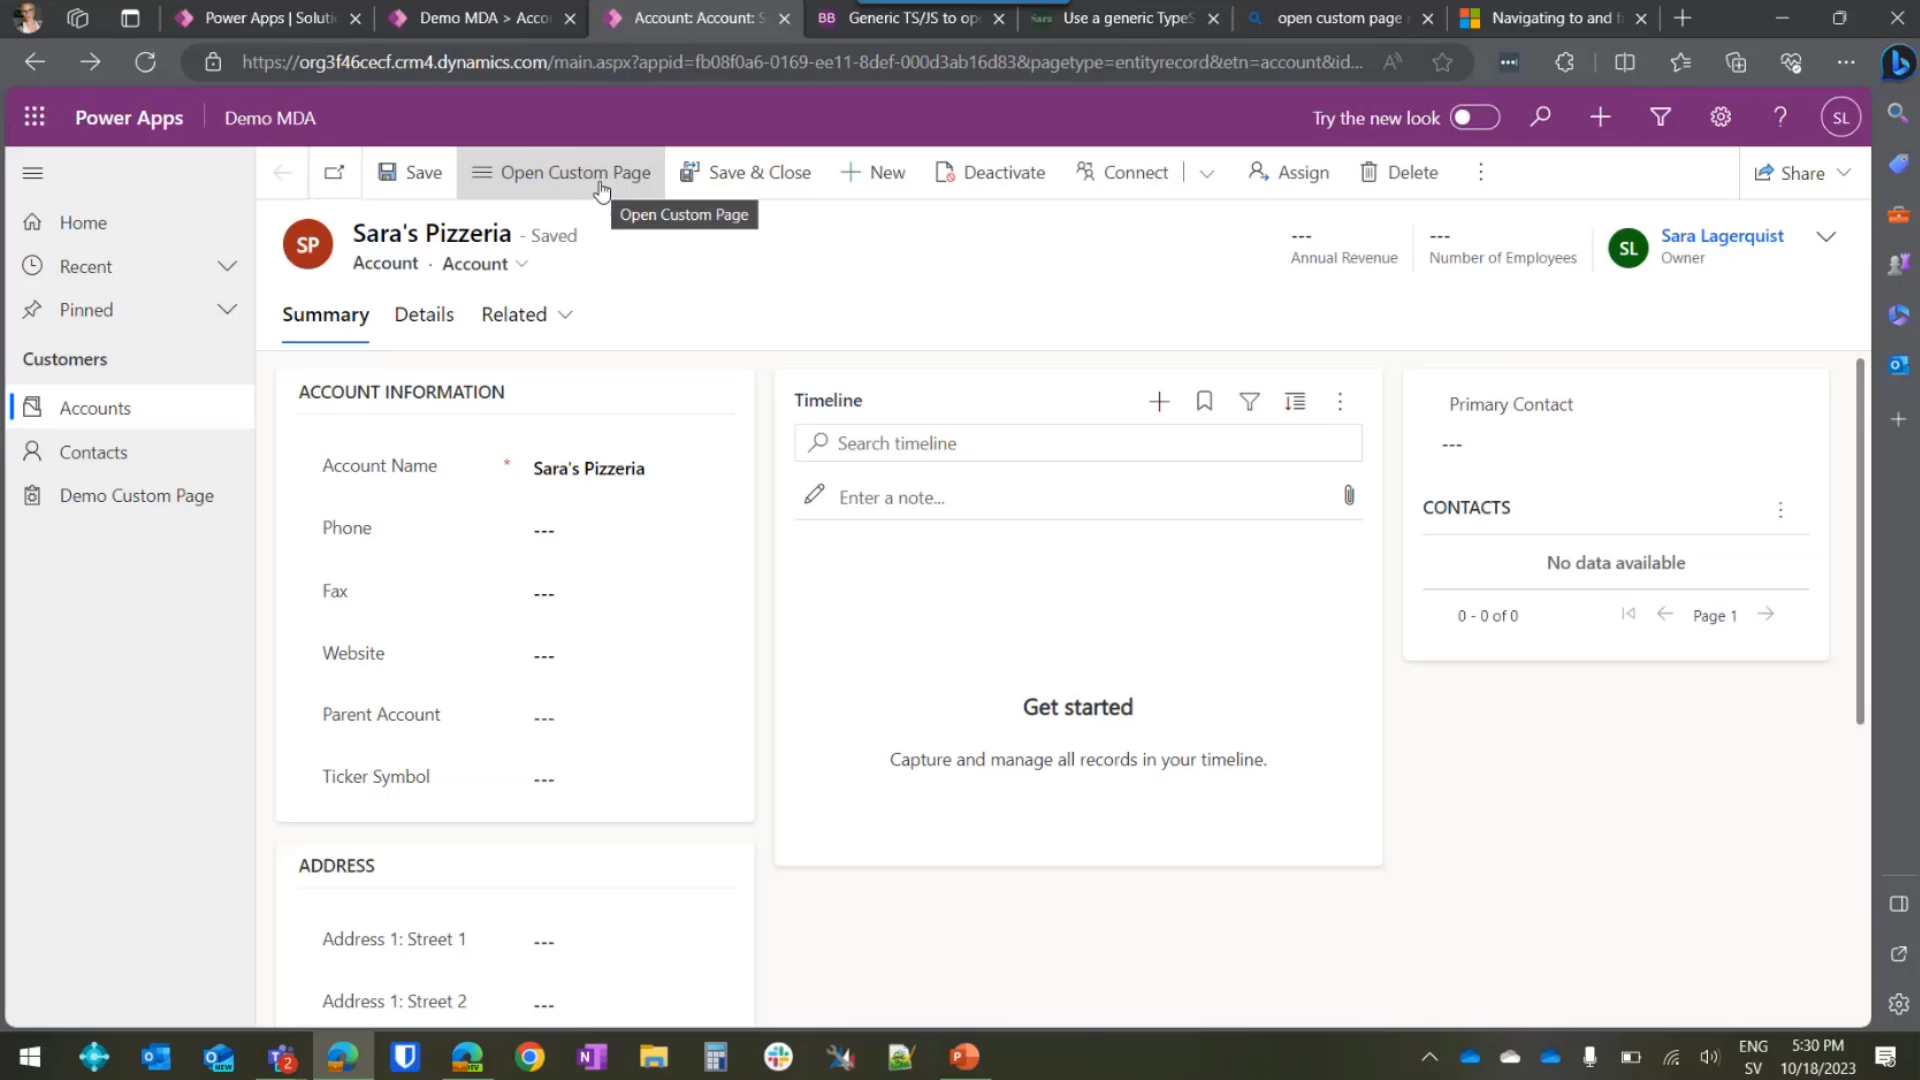 Power Apps | Soluti
Demo MDA > Acco
Account: Account: S
BB Generic TS/JS to op
Sara Use a generic TypeS
open custom page
Navigating to and f
https://org3f46cecf.crm4.dynamics.com/main.aspx?appid=fb08f0a6-0169-ee11-8def-000d3ab16d83&pagetype=entityrecord&etn=account&id...
Power Apps
Demo MDA
Try the new look
SL
Save
Open Custom Page
Save & Close
New
Deactivate
Connect
Assign
Delete
Share
Open Custom Page
Home
Recent
Pinned
Customers
Accounts
Contacts
Demo Custom Page
SP
Sara's Pizzeria - Saved
Account · Account
---
Annual Revenue
---
Number of Employees
SL
Sara Lagerquist
Owner
Summary
Details
Related
ACCOUNT INFORMATION
Account Name * Sara's Pizzeria
Phone ---
Fax ---
Website ---
Parent Account ---
Ticker Symbol ---
ADDRESS
Address 1: Street 1 ---
Address 1: Street 2 ---
Timeline
Search timeline
Enter a note...
Get started
Capture and manage all records in your timeline.
Primary Contact
---
CONTACTS
No data available
0 - 0 of 0
Page 1
2
NEW
DEV
ENG
SV
5:30 PM
10/18/2023